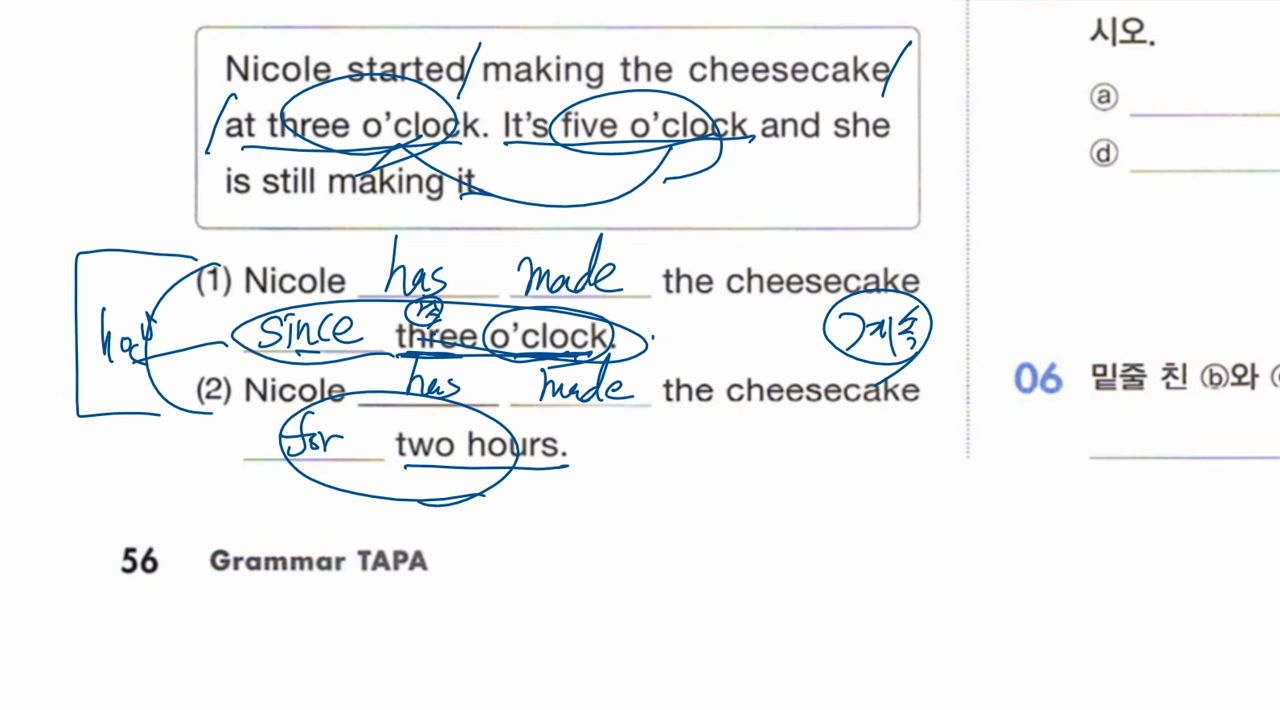 Nicole started making the cheesecake
at three o'clock. It's five o'clock and she
is still making it.
(1) Nicole has made the cheesecake
since three o'clock.
계속
(2) Nicole has made the cheesecake
for two hours.
56 Grammar TAPA
시오.
ⓐ
ⓓ
06 밑줄 친 ⓑ와